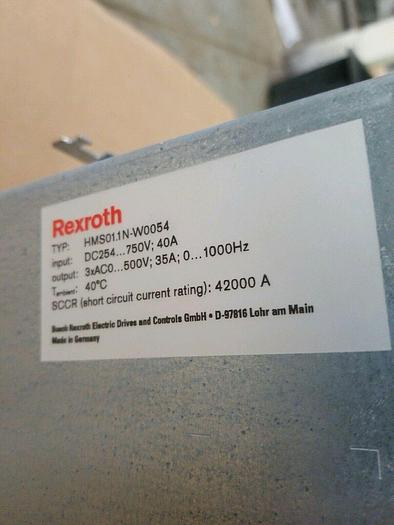 Rexroth
TYP: HMS01.1N-W0054
input: DC254...750V; 40A
output: 3xAC0...500V; 35A; 0...1000Hz
Tambient: 40°C
SCCR (short circuit current rating): 42000 A
Bosch Rexroth Electric Drives and Controls GmbH • D-97816 Lohr am Main
Made in Germany